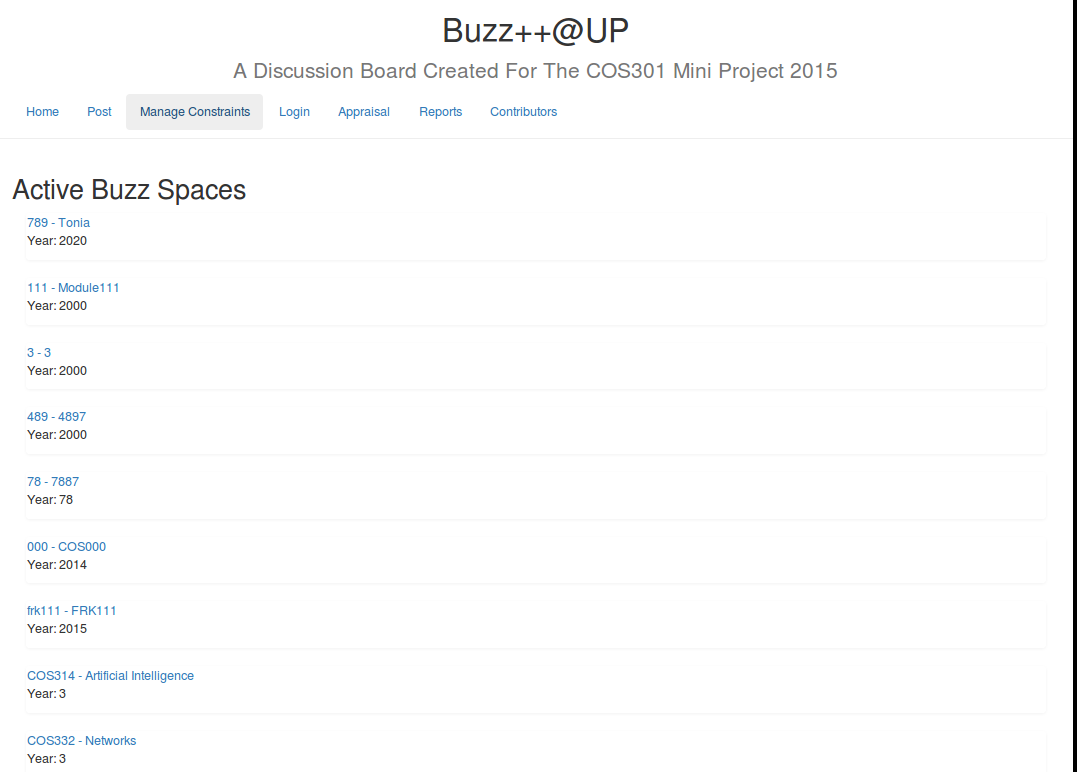 Buzz++@UP
A Discussion Board Created For The COS301 Mini Project 2015
Home Post Manage Constraints Login Appraisal Reports Contributors
Active Buzz Spaces
789 - Tonia
Year: 2020
111 - Module111
Year: 2000
3 - 3
Year: 2000
489 - 4897
Year: 2000
78 - 7887
Year: 78
000 - COS000
Year: 2014
frk111 - FRK111
Year: 2015
COS314 - Artificial Intelligence
Year: 3
COS332 - Networks
Year: 3